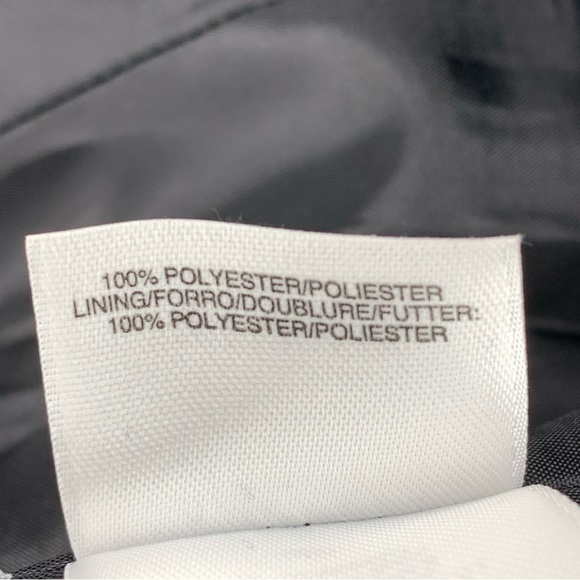 100% POLYESTER/POLIESTER
LINING/FORRO/DOUBLURE/FUTTER:
100% POLYESTER/POLIESTER